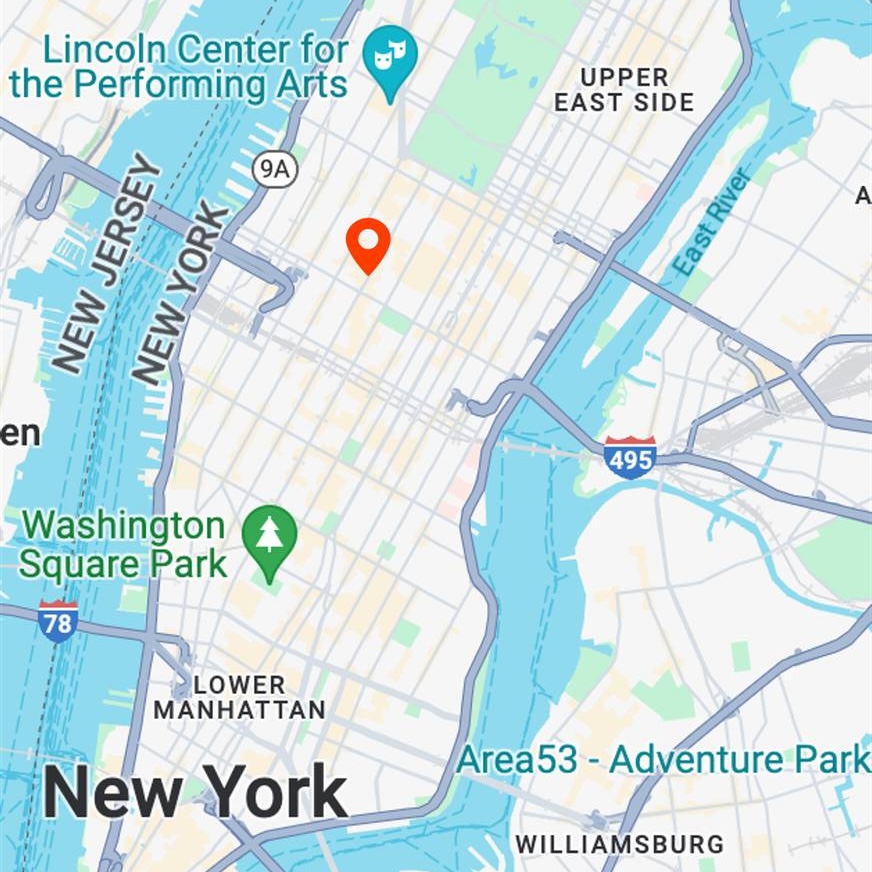 Lincoln Center for
the Performing Arts
UPPER
EAST SIDE
9A
NEW JERSEY
NEW YORK
East River
A
en
495
Washington
Square Park
78
LOWER
MANHATTAN
Area53 - Adventure Park
New York
WILLIAMSBURG